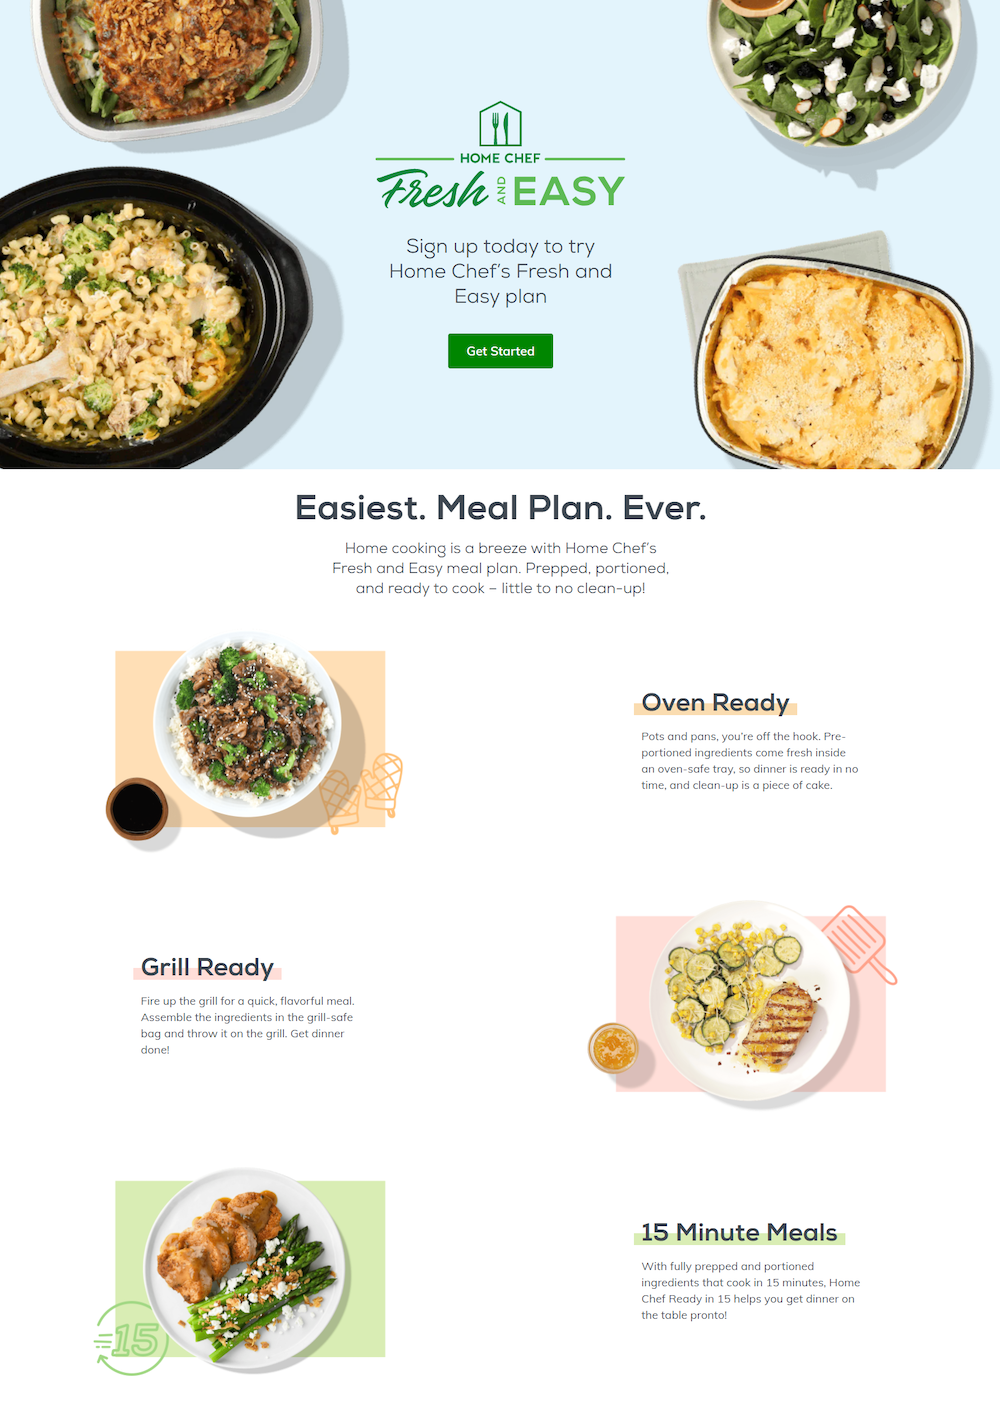 HOME CHEF
Fresh AND EASY
Sign up today to try
Home Chef's Fresh and
Easy plan
Get Started
Easiest. Meal Plan. Ever.
Home cooking is a breeze with Home Chef's
Fresh and Easy meal plan. Prepped, portioned,
and ready to cook – little to no clean-up!
Oven Ready
Pots and pans, you're off the hook. Pre-
portioned ingredients come fresh inside
an oven-safe tray, so dinner is ready in no
time, and clean-up is a piece of cake.
Grill Ready
Fire up the grill for a quick, flavorful meal.
Assemble the ingredients in the grill-safe
bag and throw it on the grill. Get dinner
done!
15 Minute Meals
With fully prepped and portioned
ingredients that cook in 15 minutes, Home
Chef Ready in 15 helps you get dinner on
the table pronto!
15